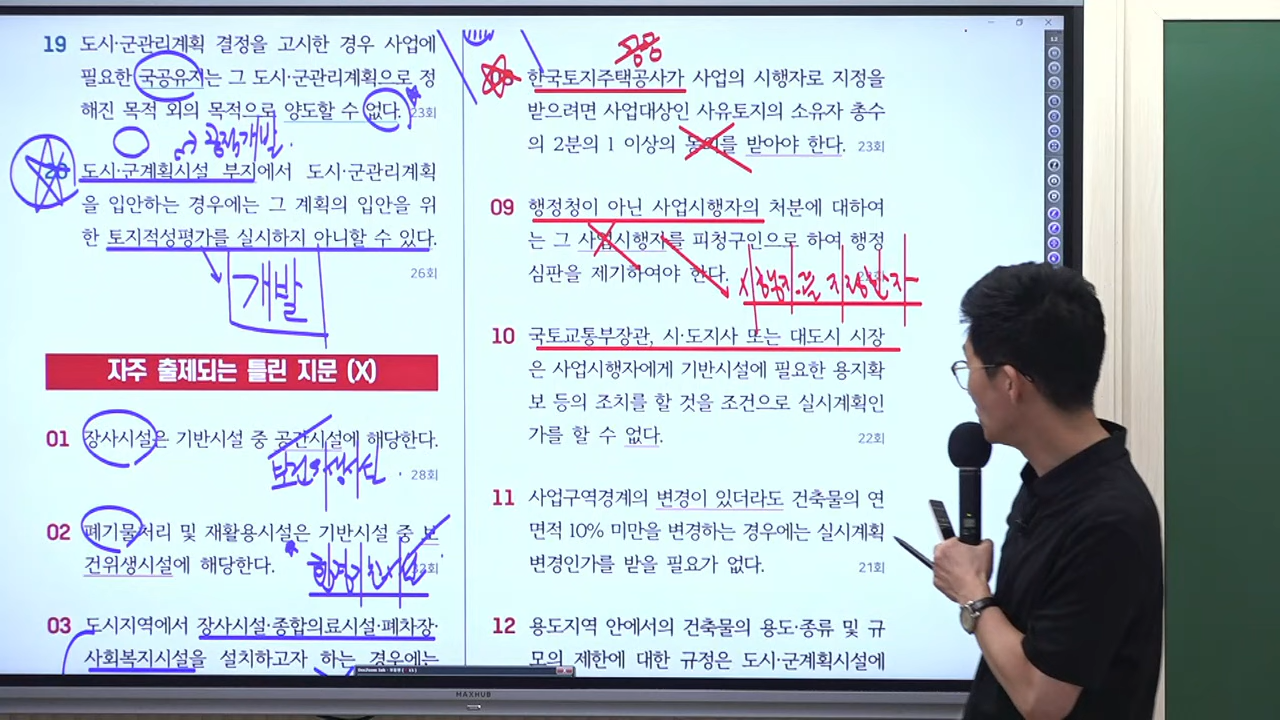 19 도시·군관리계획 결정을 고시한 경우 사업에
필요한 국공유지는 그 도시·군관리계획으로 정
해진 목적 외의 목적으로 양도할 수 없다. 23회
공적개발
20 도시·군계획시설 부지에서 도시·군관리계획
을 입안하는 경우에는 그 계획의 입안을 위
한 토지적성평가를 실시하지 아니할 수 있다.
26회
개발
자주 출제되는 틀린 지문 (X)
01 장사시설은 기반시설 중 공간시설에 해당한다.
보건위생시설
28회
02 폐기물처리 및 재활용시설은 기반시설 중 보
건위생시설에 해당한다.
환경기초시설
03 도시지역에서 장사시설·종합의료시설·폐차장·
사회복지시설을 설치하고자 하는 경우에는
공공
한국토지주택공사가 사업의 시행자로 지정을
받으려면 사업대상인 사유토지의 소유자 총수
의 2분의 1 이상의 동의를 받아야 한다. 23회
09 행정청이 아닌 사업시행자의 처분에 대하여
는 그 사업시행자를 피청구인으로 하여 행정
심판을 제기하여야 한다.
시행자를 지정한 자
10 국토교통부장관, 시·도지사 또는 대도시 시장
은 사업시행자에게 기반시설에 필요한 용지확
보 등의 조치를 할 것을 조건으로 실시계획인
가를 할 수 없다. 22회
11 사업구역경계의 변경이 있더라도 건축물의 연
면적 10% 미만을 변경하는 경우에는 실시계획
변경인가를 받을 필요가 없다. 21회
12 용도지역 안에서의 건축물의 용도·종류 및 규
모의 제한에 대한 규정은 도시·군계획시설에
MAXHUB